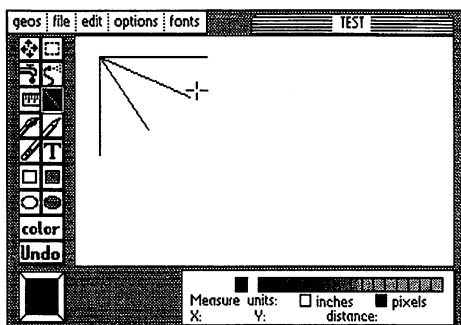 geos file edit options fonts TEST
T
color
Undo
Measure units: inches pixels
X: Y: distance: